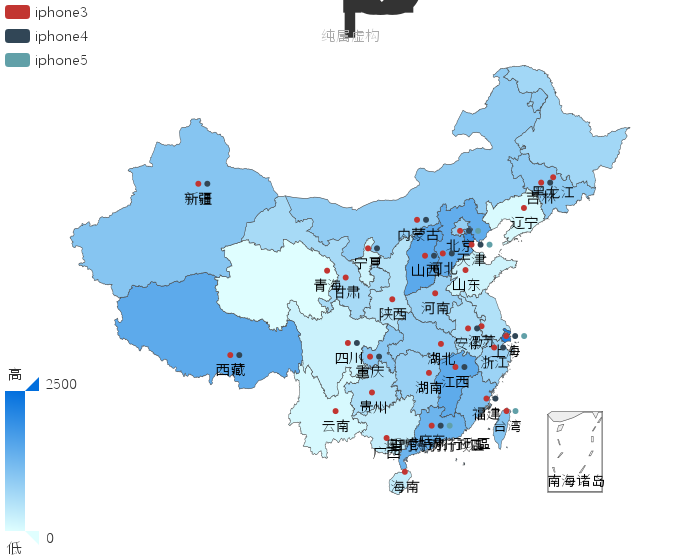 iphone3
iphone4
iphone5
纯属虚构
黑龙江
吉林
新疆
辽宁
内蒙古
北京
天津
宁夏
山西
河北
青海
甘肃
山东
陕西
河南
上海
安徽
四川
湖北
浙江
重庆
西藏
湖南
江西
贵州
福建
云南
台湾
广西
海南
南海诸岛
高
2500
0
低